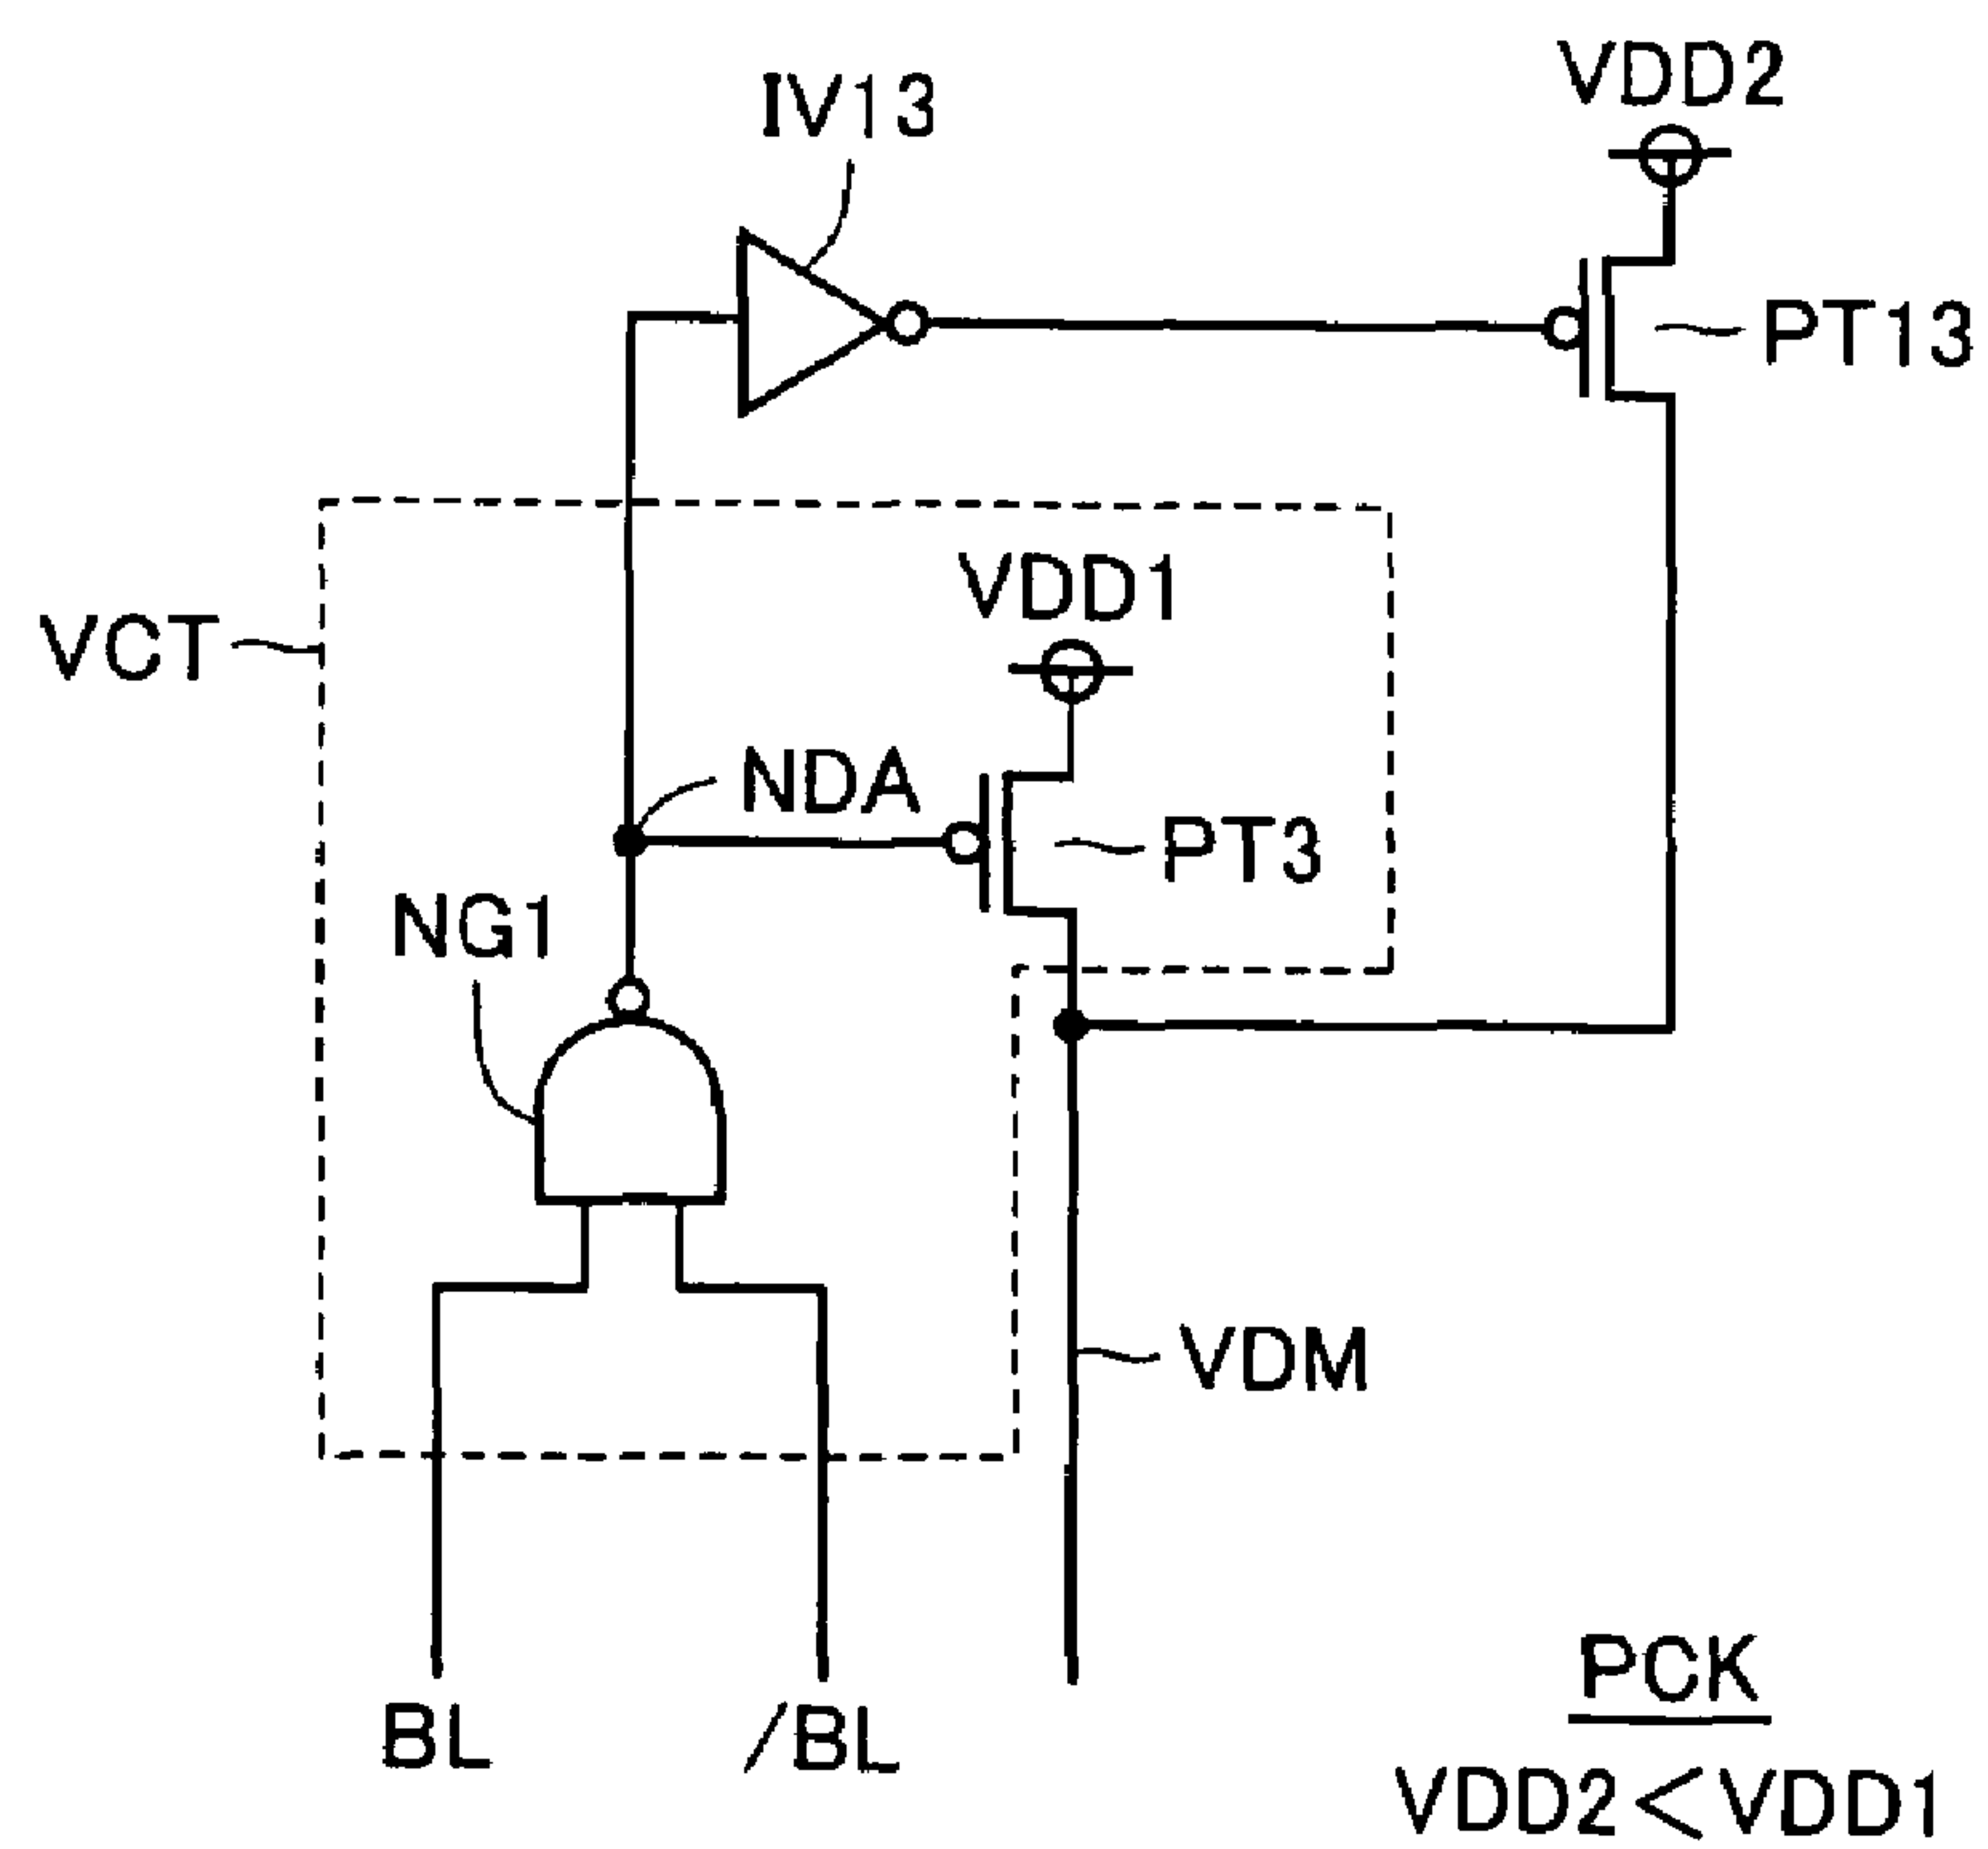 IV13
VDD2
PT13
VDD1
VCT
NDA
PT3
NG1
VDM
BL
/BL
PCK
VDD2<VDD1